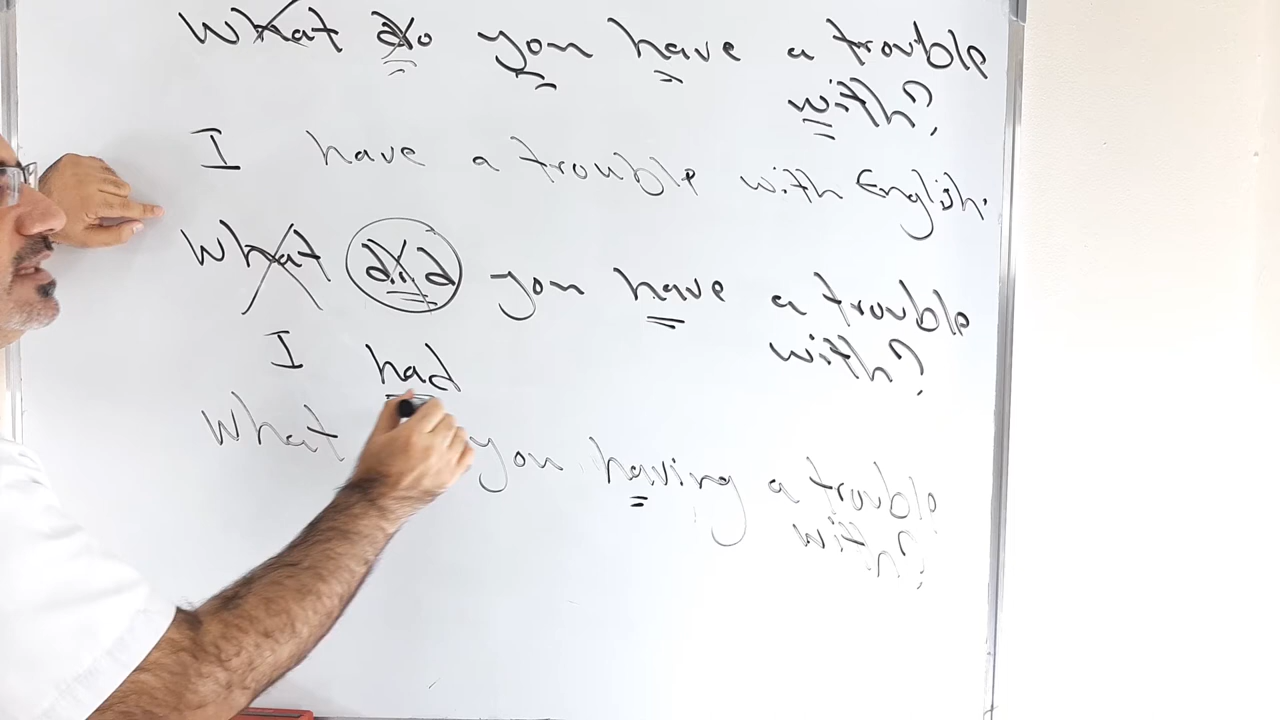 What do you have a trouble
with?
I have a trouble with English.
What did you have a trouble
with?
I had
What you having a trouble
with?